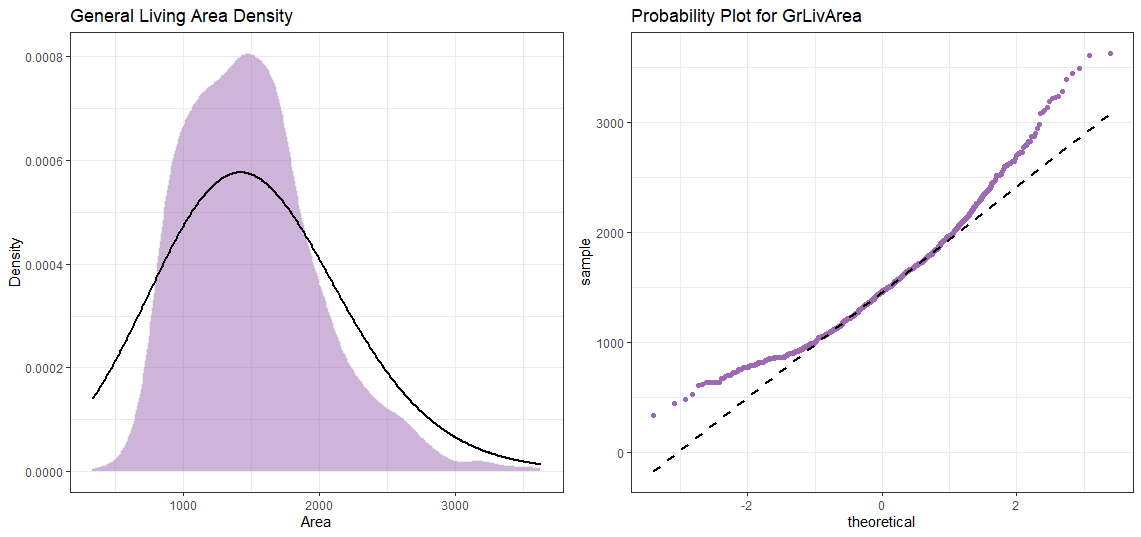 General Living Area Density
0.0008
0.0006
0.0004
0.0002
0.0000
Density
1000 2000 3000
Area
Probability Plot for GrLivArea
3000
2000
1000
0
sample
-2 0 2
theoretical